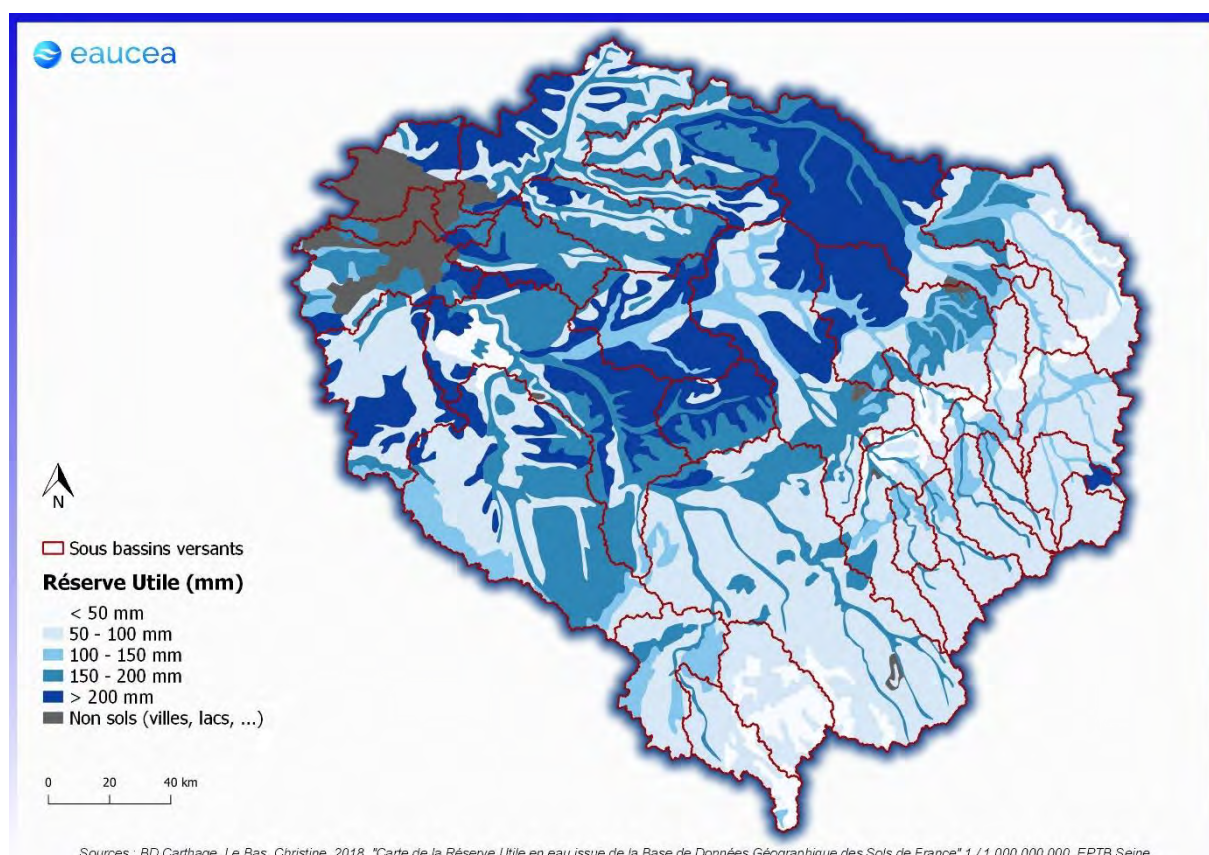 eaucea
N
Sous bassins versants
Réserve Utile (mm)
< 50 mm
50 - 100 mm
100 - 150 mm
150 - 200 mm
> 200 mm
Non sols (villes, lacs, ...)
0 20 40 km
Sources : BD Carthage, Le Bas, Christine, 2018, "Carte de la Réserve Utile en eau issue de la Base de Données Géographique des Sols de France" 1 / 1 000 000 000, EPTB Seine